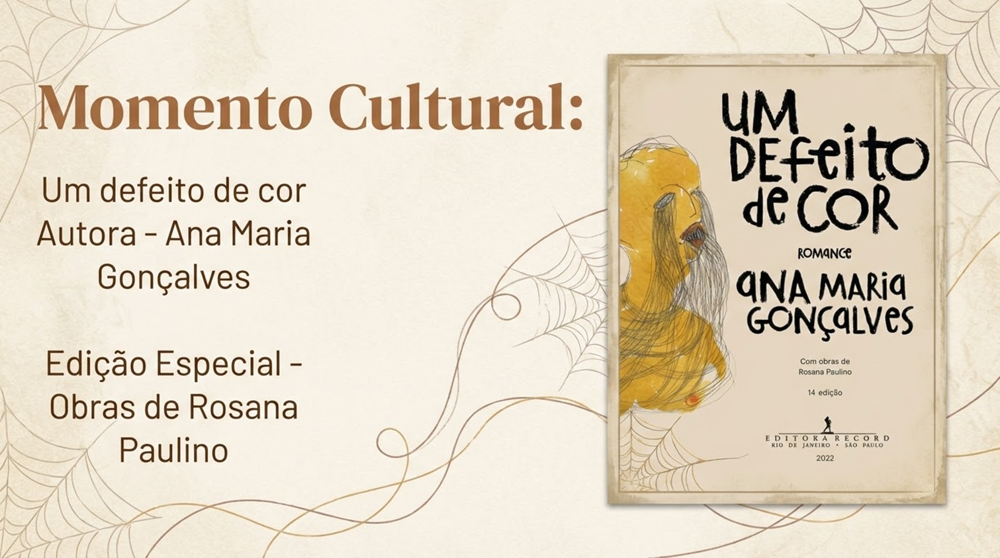 Momento Cultural:
Um defeito de cor
Autora - Ana Maria
Gonçalves
Edição Especial -
Obras de Rosana
Paulino
UM
DEFeito
de COR
ROMANCE
ANA MARIA
GONÇALVES
Com obras de
Rosana Paulino
14 edição
EDITORA RECORD
RIO DE JANEIRO • SÃO PAULO
2022